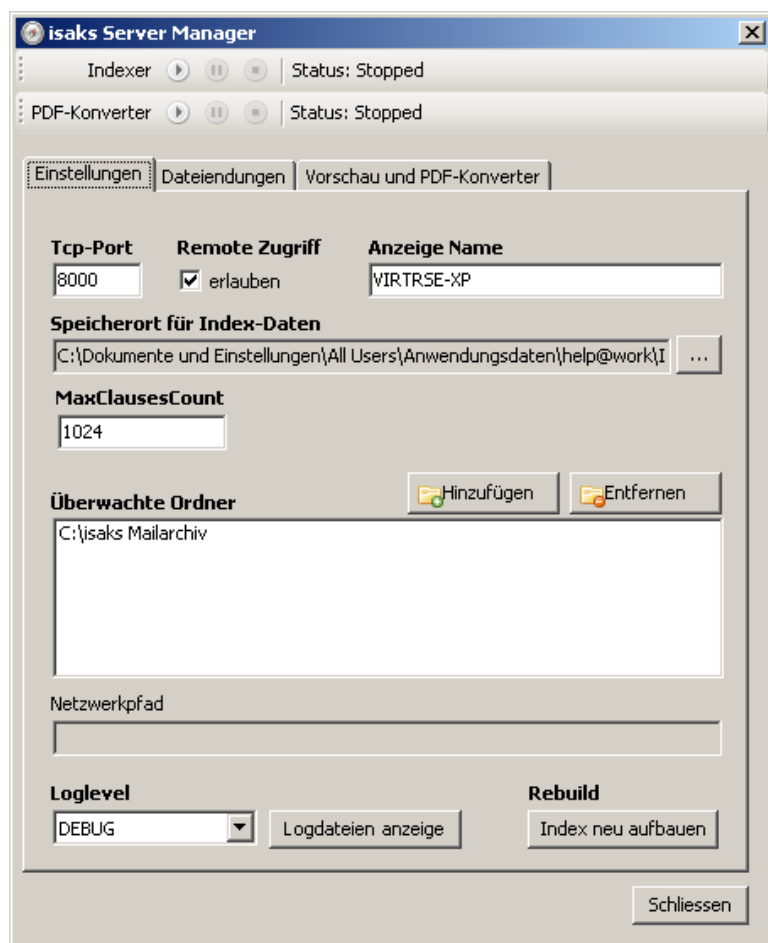 isaks Server Manager
Indexer Status: Stopped
PDF-Konverter Status: Stopped
Einstellungen Dateiendungen Vorschau und PDF-Konverter
Tcp-Port Remote Zugriff Anzeige Name
8000 erlauben VIRTRSE-XP
Speicherort für Index-Daten
C:\Dokumente und Einstellungen\All Users\Anwendungsdaten\help@work\I ...
MaxClausesCount
1024
Hinzufügen Entfernen
Überwachte Ordner
C:\isaks Mailarchiv
Netzwerkpfad
Loglevel Rebuild
DEBUG Logdateien anzeige Index neu aufbauen
Schliessen